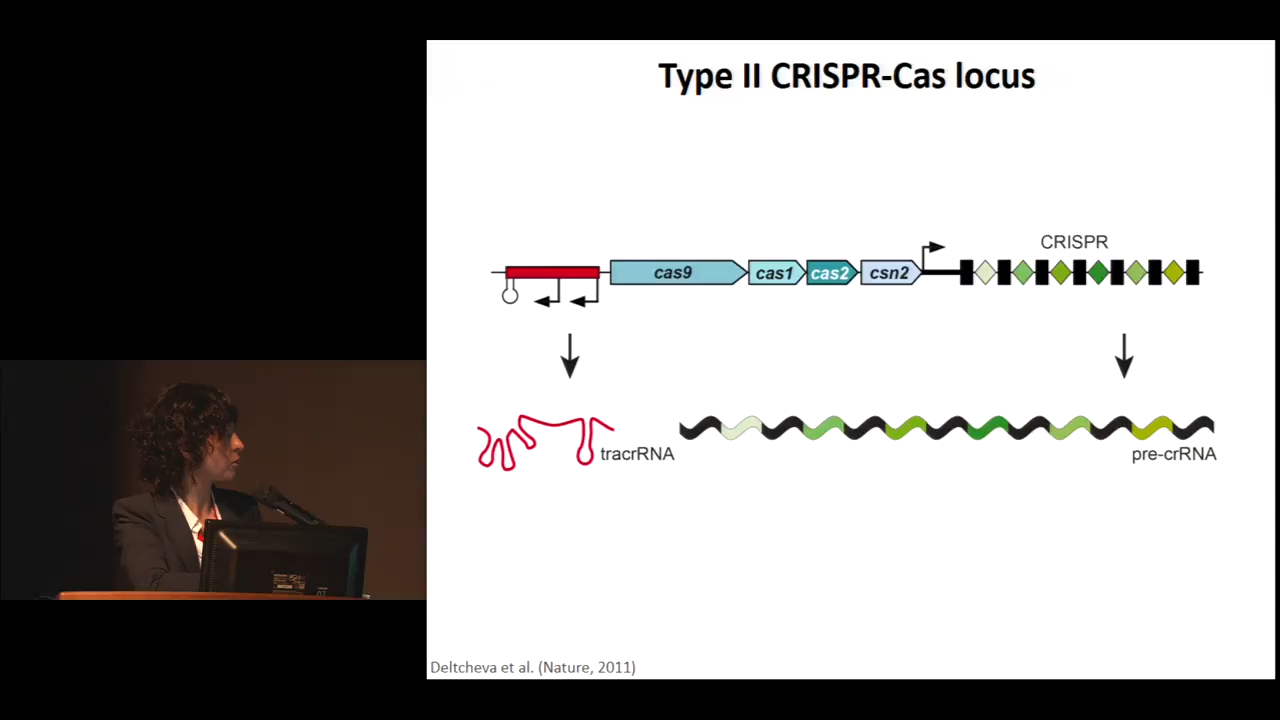 Type II CRISPR-Cas locus
CRISPR
cas9 cas1 cas2 csn2
tracrRNA
pre-crRNA
Deltcheva et al. (Nature, 2011)